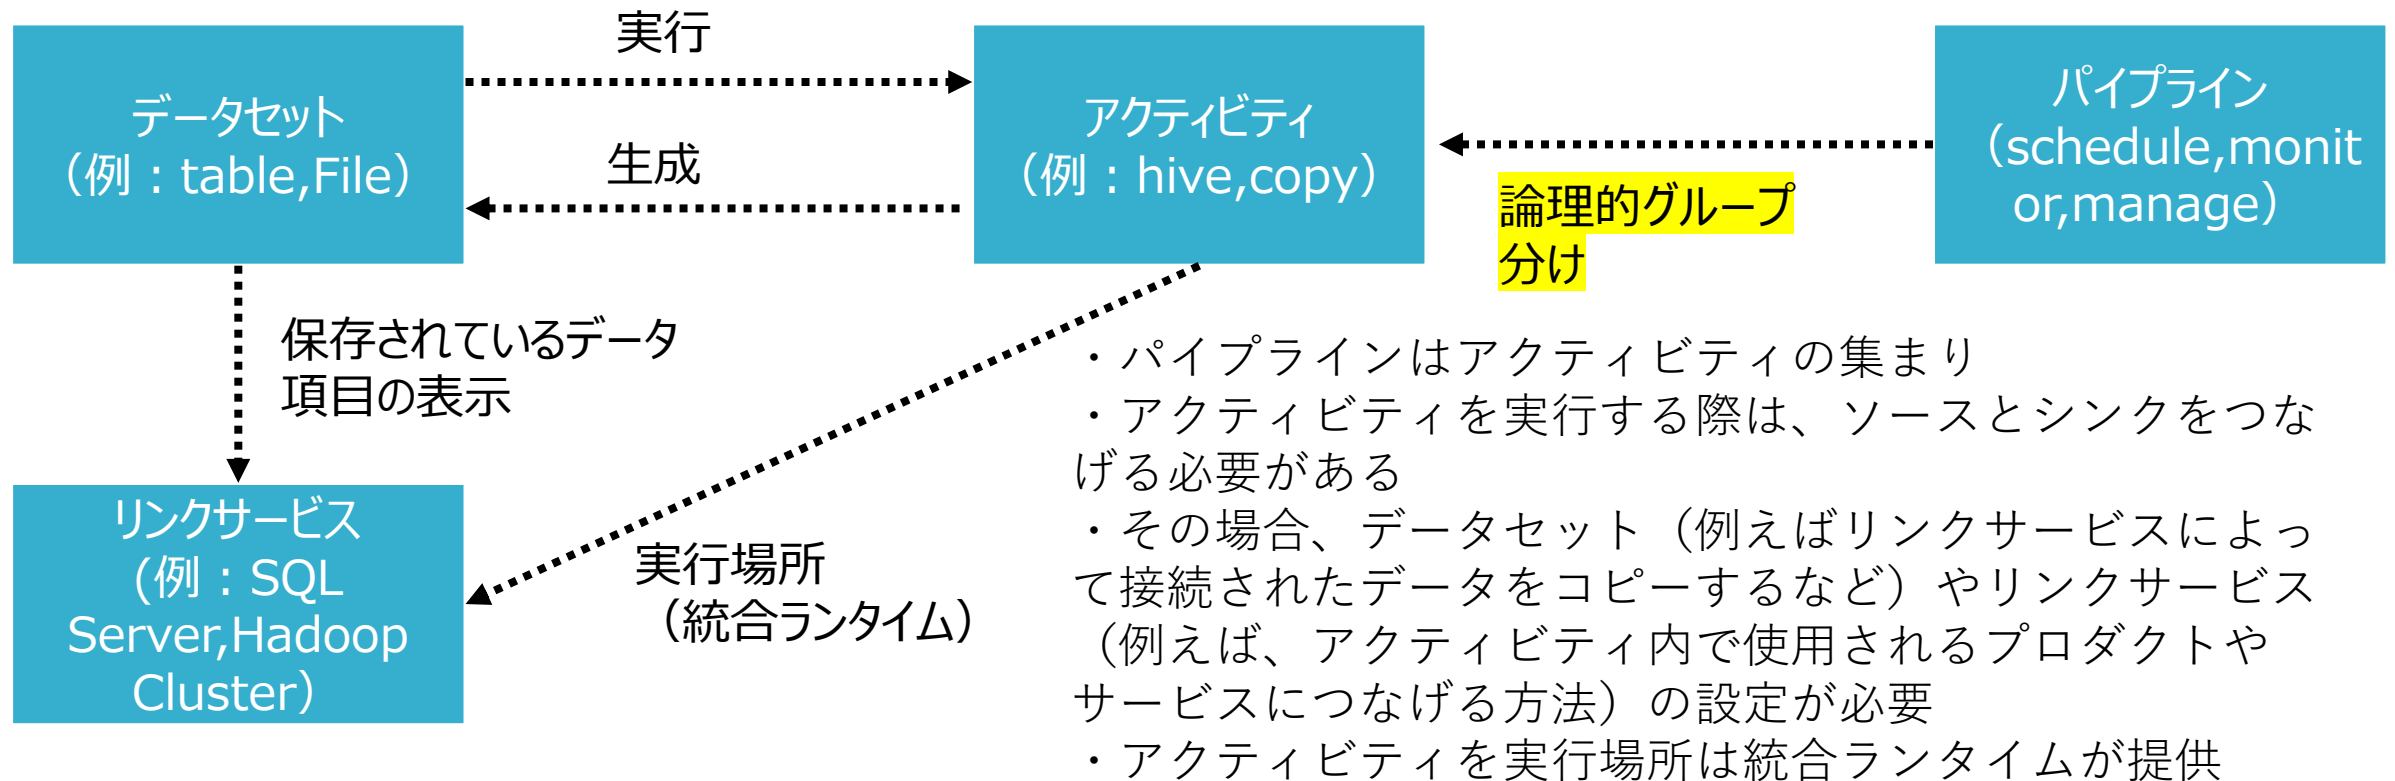 実行
データセット
（例：table,File）
生成
アクティビティ
（例：hive,copy）
論理的グループ
分け
パイプライン
（schedule,monit
or,manage）
保存されているデータ
項目の表示
リンクサービス
(例：SQL
Server,Hadoop
Cluster）
実行場所
（統合ランタイム）
・パイプラインはアクティビティの集まり
・アクティビティを実行する際は、ソースとシンクをつな
げる必要がある
・その場合、データセット（例えばリンクサービスによっ
て接続されたデータをコピーするなど）やリンクサービス
（例えば、アクティビティ内で使用されるプロダクトや
サービスにつなげる方法）の設定が必要
・アクティビティを実行場所は統合ランタイムが提供